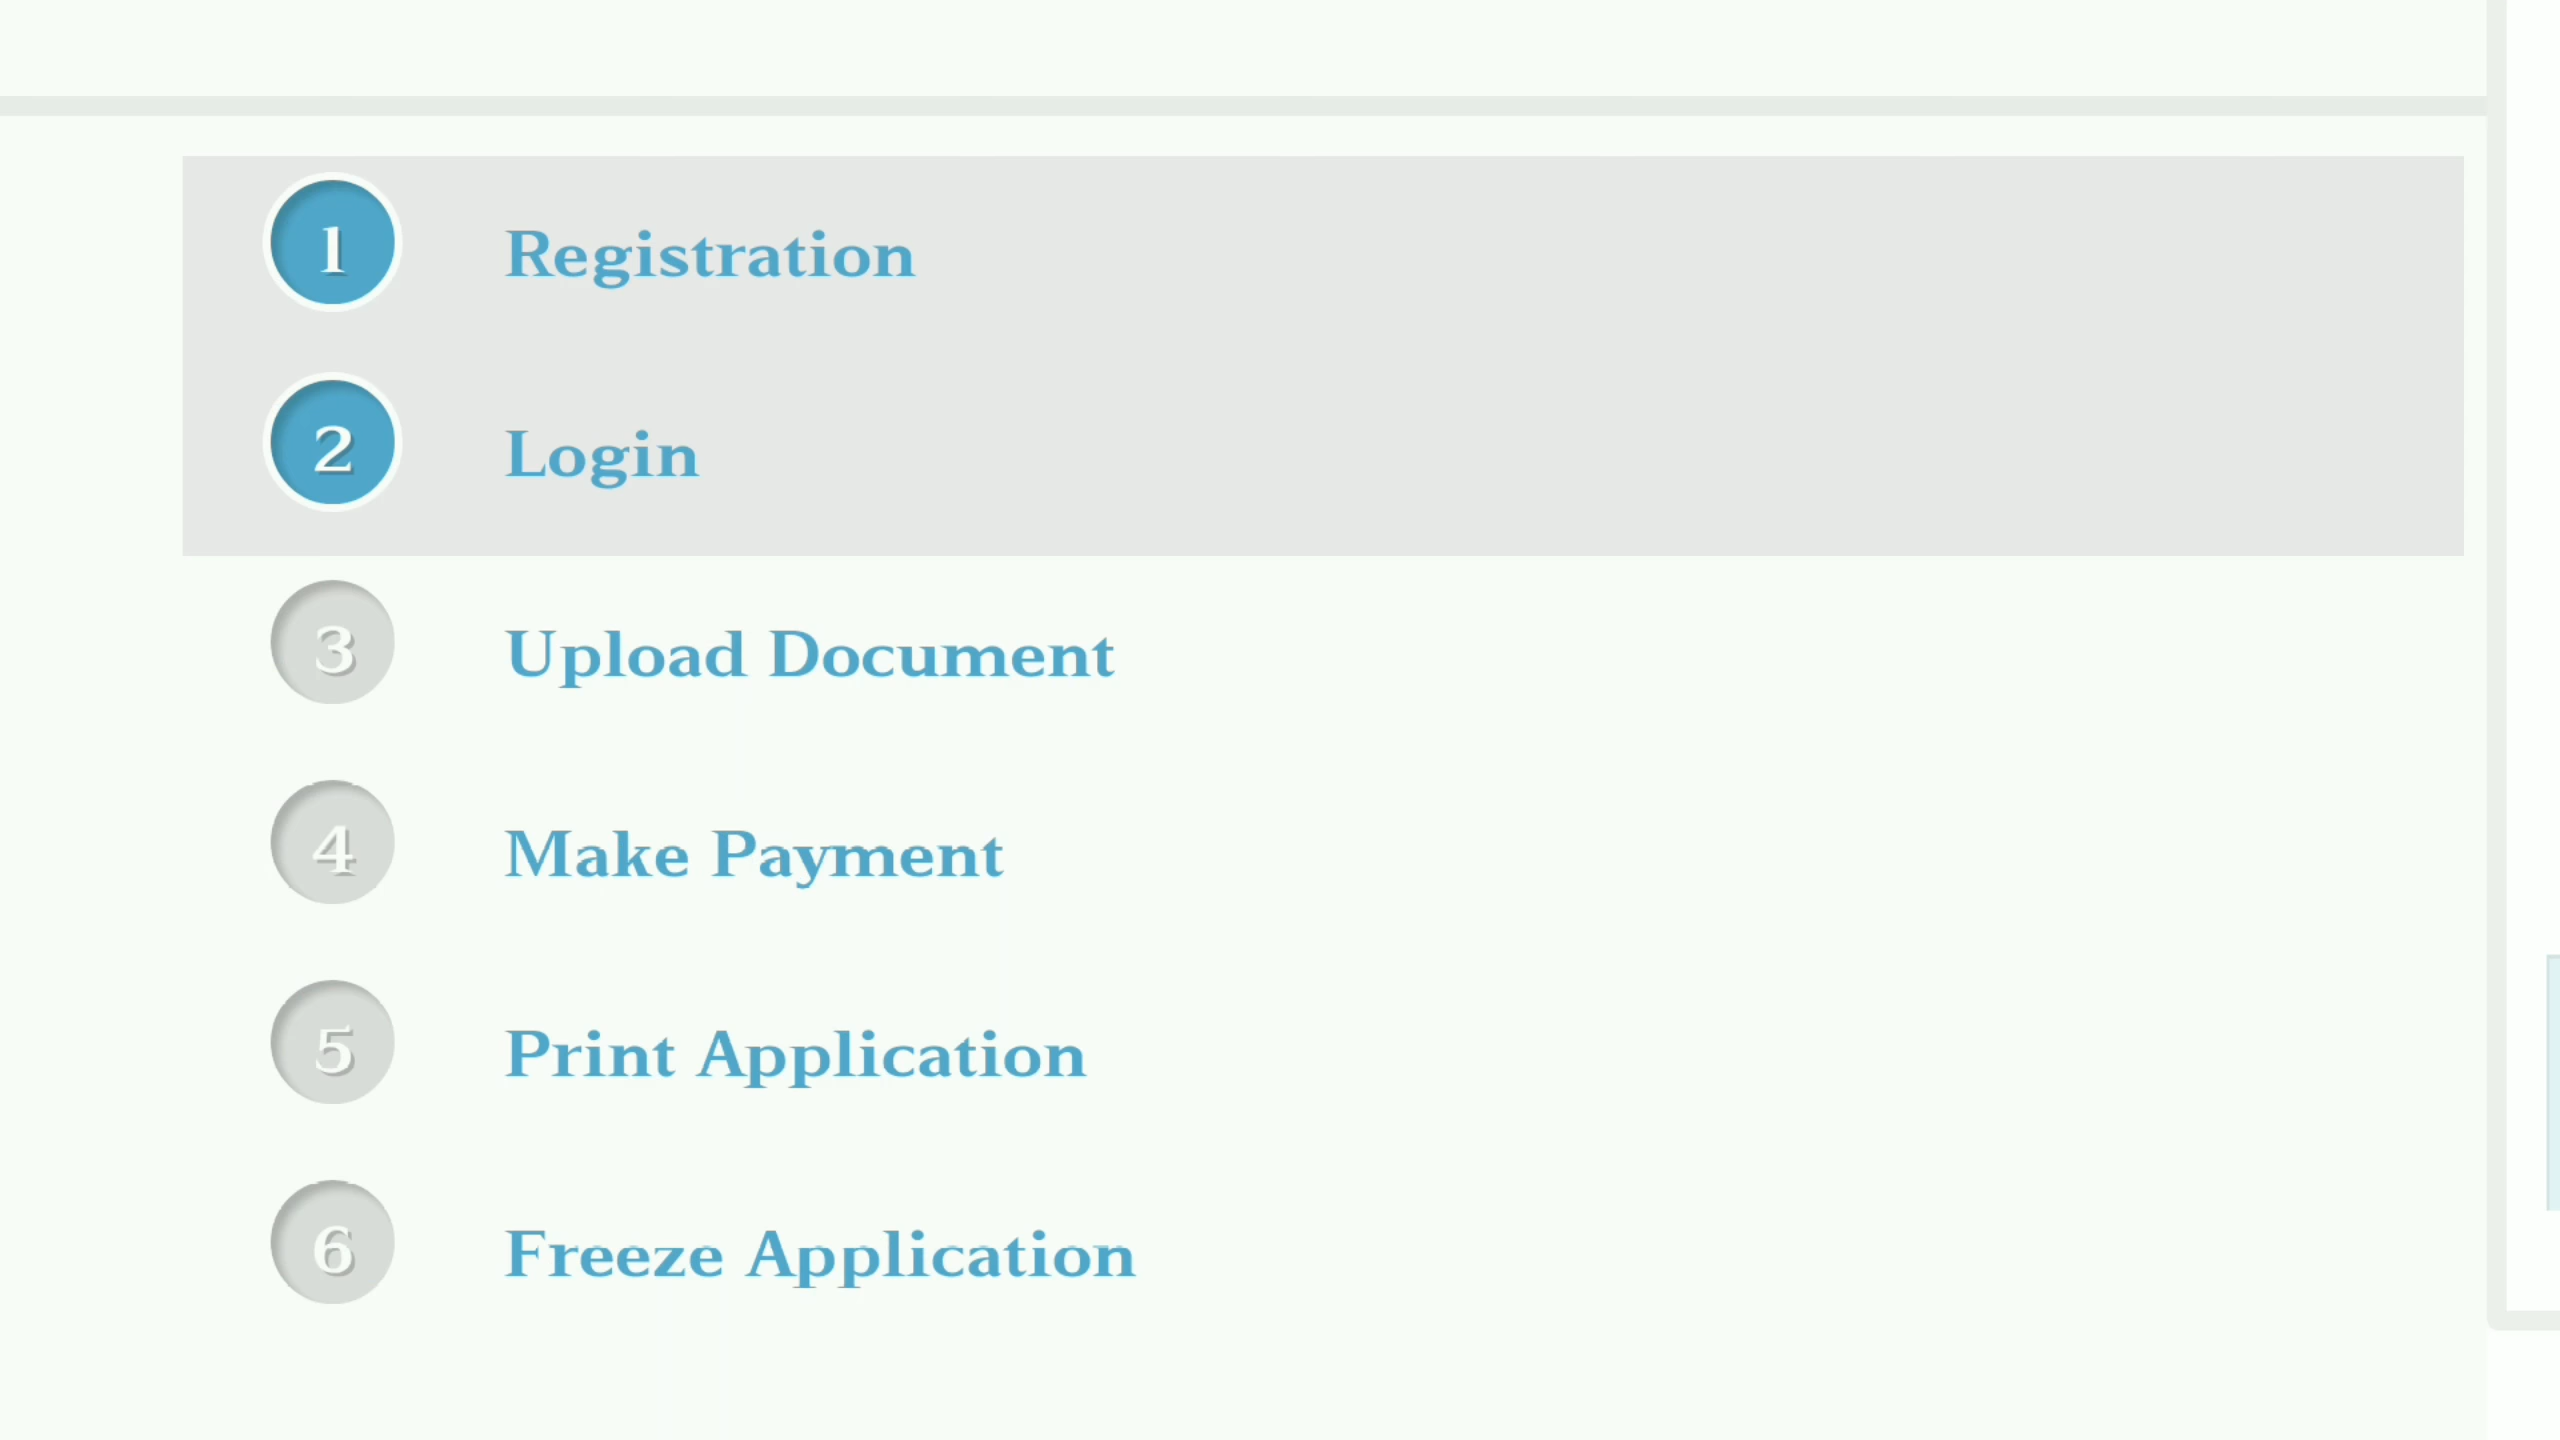 1 Registration
2 Login
3 Upload Document
4 Make Payment
5 Print Application
6 Freeze Application